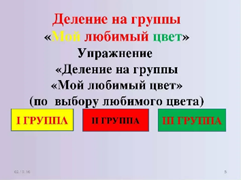 Деление на группы
«Мой любимый цвет»
Упражнение
«Деление на группы
«Мой любимый цвет»
(по выбору любимого цвета)
I ГРУППА II ГРУППА III ГРУППА